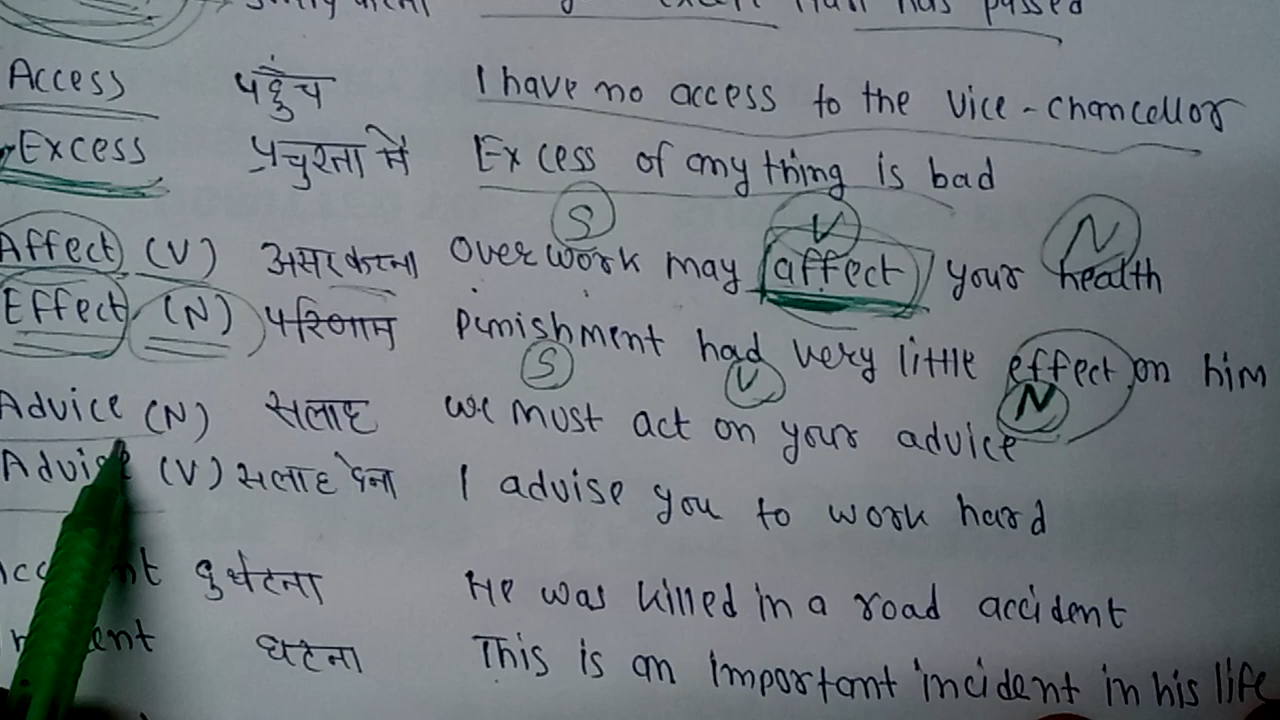 has passed
Access पहुँच I have no access to the vice-chancellor
Excess प्रचुरता में Excess of any thing is bad
S V N
Affect (V) असर करना Over work may affect your health
Effect (N) परिणाम Punishment had very little effect on him
S V N
Advice (N) सलाह we must act on your advice
Advise (V) सलाह देना I advise you to work hard
दुर्घटना He was killed in a road accident
घटना This is an important incident in his life